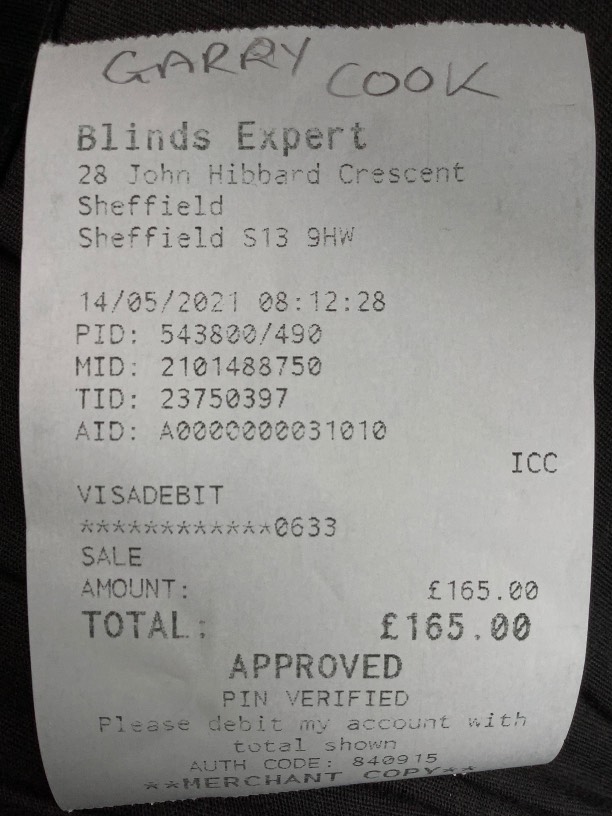 GARRY COOK
Blinds Expert
28 John Hibbard Crescent
Sheffield
Sheffield S13 9HW
14/05/2021 08:12:28
PID: 543800/490
MID: 2101488750
TID: 23750397
AID: A0000000031010
ICC
VISADEBIT
************0633
SALE
AMOUNT: £165.00
TOTAL: £165.00
APPROVED
PIN VERIFIED
Please debit my account with
total shown
AUTH CODE: 840915
**MERCHANT COPY**